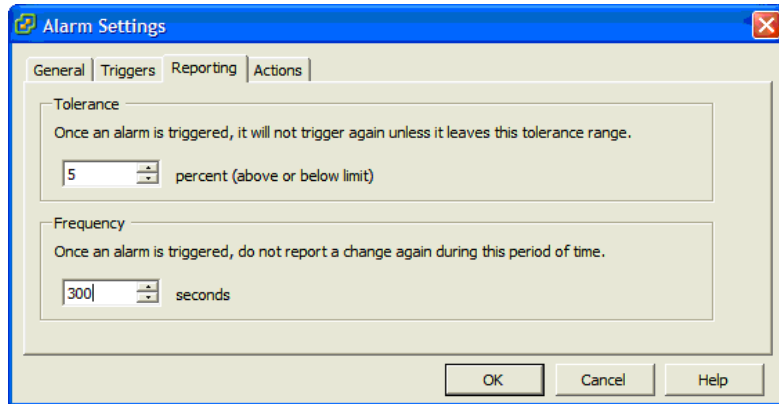 Alarm Settings
General Triggers Reporting Actions
Tolerance
Once an alarm is triggered, it will not trigger again unless it leaves this tolerance range.
5 percent (above or below limit)
Frequency
Once an alarm is triggered, do not report a change again during this period of time.
300 seconds
OK Cancel Help